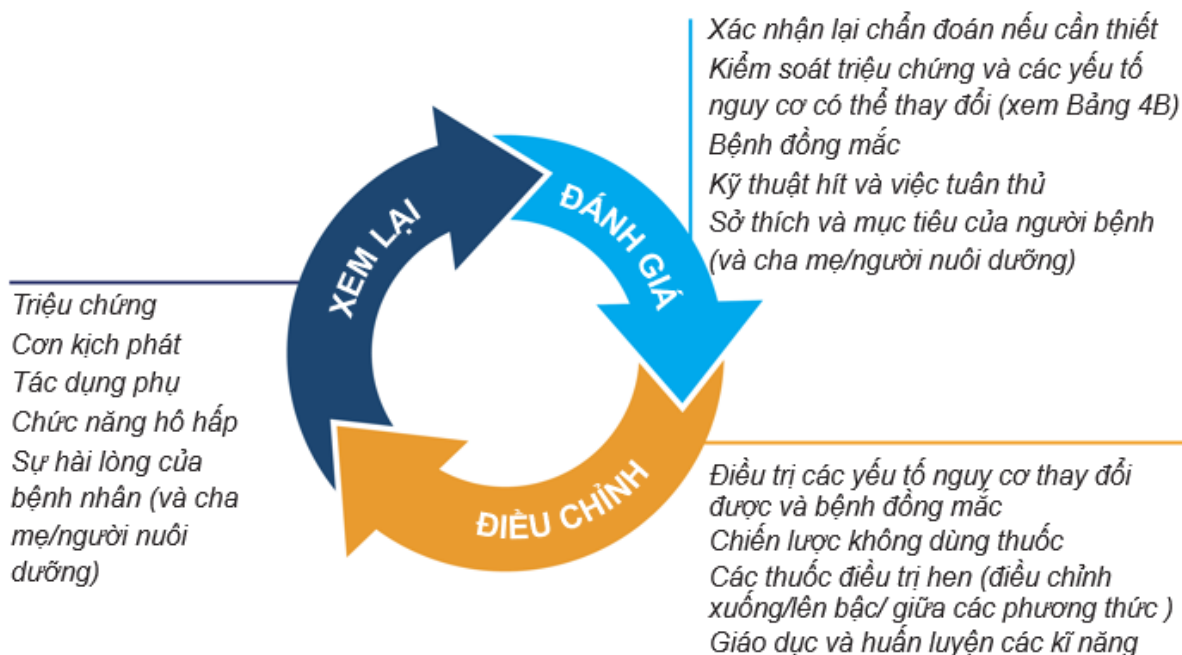 Xác nhận lại chẩn đoán nếu cần thiết
Kiểm soát triệu chứng và các yếu tố
nguy cơ có thể thay đổi (xem Bảng 4B)
Bệnh đồng mắc
Kỹ thuật hít và việc tuân thủ
Sở thích và mục tiêu của người bệnh
(và cha mẹ/người nuôi dưỡng)
XEM LẠI
ĐÁNH GIÁ
ĐIỀU CHỈNH
Triệu chứng
Cơn kịch phát
Tác dụng phụ
Chức năng hô hấp
Sự hài lòng của
bệnh nhân (và cha
mẹ/người nuôi
dưỡng)
Điều trị các yếu tố nguy cơ thay đổi
được và bệnh đồng mắc
Chiến lược không dùng thuốc
Các thuốc điều trị hen (điều chỉnh
xuống/lên bậc/ giữa các phương thức )
Giáo dục và huấn luyện các kĩ năng